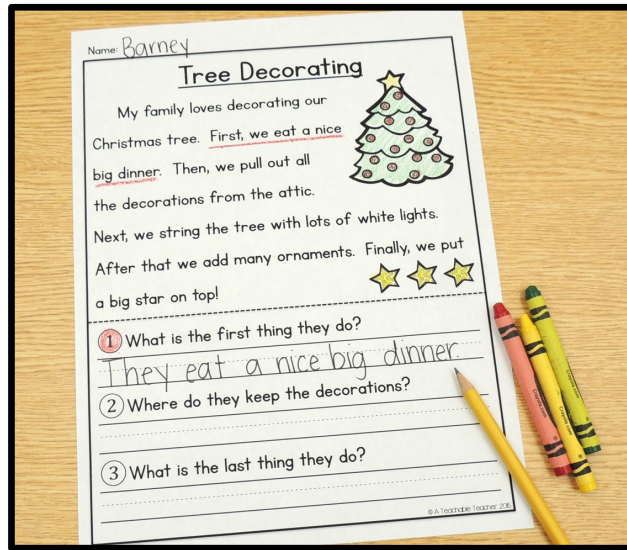 Name: Barney
Tree Decorating
My family loves decorating our
Christmas tree. First, we eat a nice
big dinner. Then, we pull out all
the decorations from the attic.
Next, we string the tree with lots of white lights.
After that we add many ornaments. Finally, we put
a big star on top!
1 What is the first thing they do?
They eat a nice big dinner.
2 Where do they keep the decorations?
3 What is the last thing they do?
© A Teachable Teacher 2016
Crayola
Crayola
Crayola